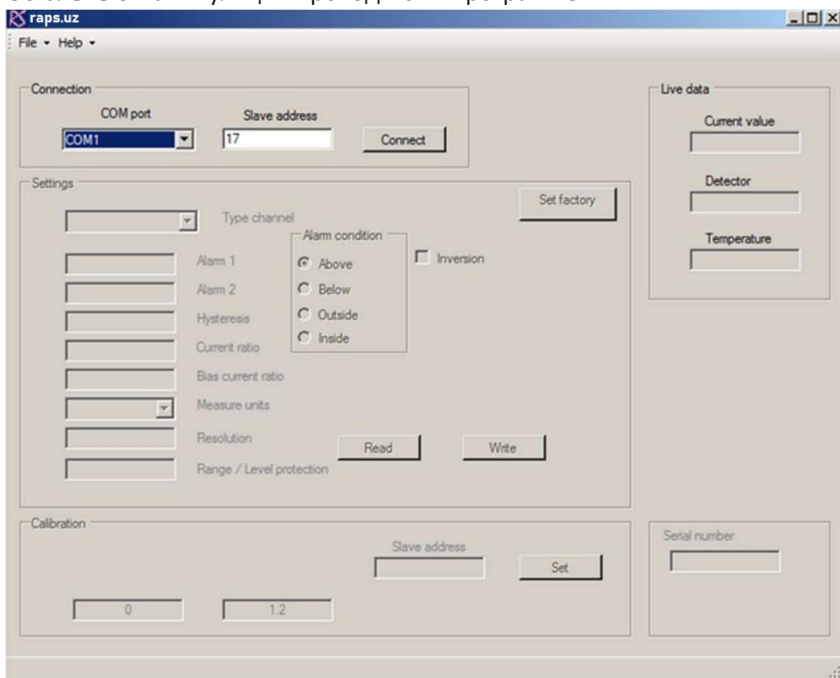 raps.uz
File Help
Connection
COM port Slave address
COM1 17 Connect
Live data
Current value
Detector
Temperature
Settings
Set factory
Type channel
Alarm condition
Alarm 1 Above Inversion
Alarm 2 Below
Hysteresis Outside
Current ratio Inside
Bias current ratio
Measure units
Resolution Read Write
Range / Level protection
Calibration
Slave address
Set
0 1.2
Serial number